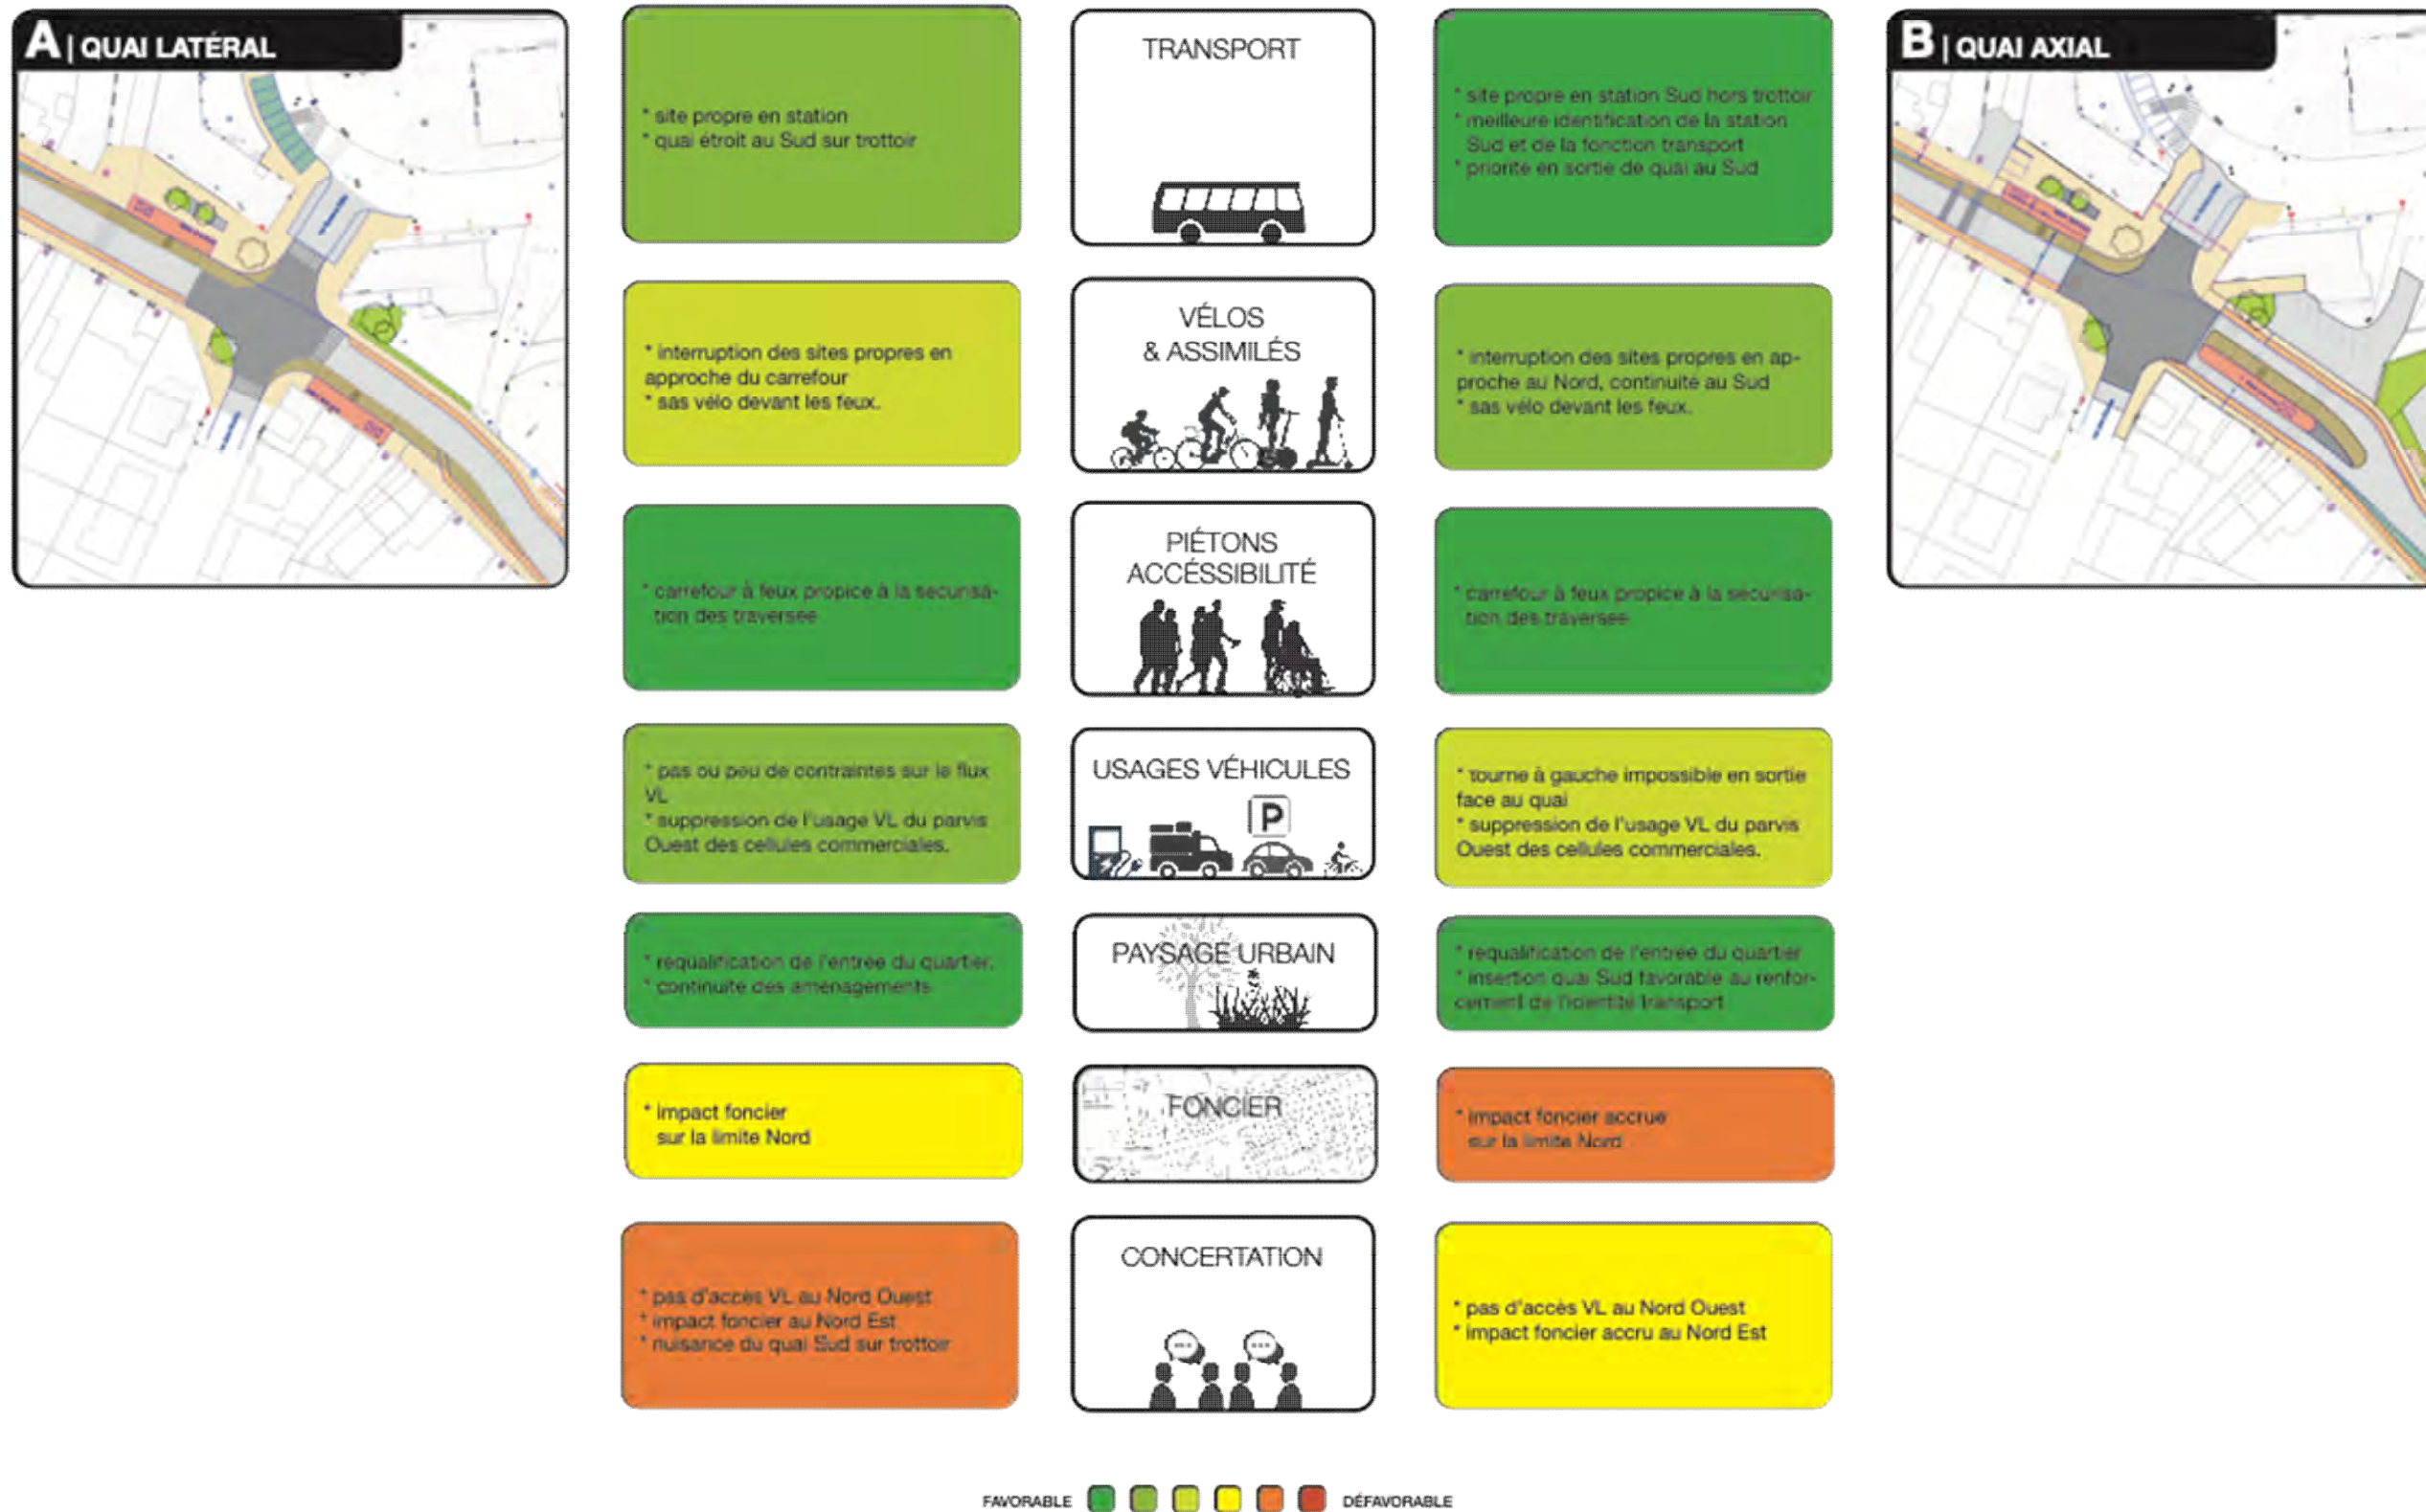 A | QUAI LATÉRAL
* site propre en station
* quai étroit au Sud sur trottoir
TRANSPORT
* site propre en station Sud hors trottoir
* meilleure identification de la station
Sud et de la fonction transport
* priorité en sortie de quai au Sud
B | QUAI AXIAL
* interruption des sites propres en
approche du carrefour
* sas vélo devant les feux.
VÉLOS
& ASSIMILÉS
* interruption des sites propres en ap-
proche au Nord, continuité au Sud
* sas vélo devant les feux.
* carrefour à feux propice à la sécurisa-
tion des traversée
PIÉTONS
ACCÉSSIBILITÉ
* carrefour à feux propice à la sécurisa-
tion des traversée
* pas ou peu de contraintes sur le flux
VL
* suppression de l'usage VL du parvis
Ouest des cellules commerciales.
USAGES VÉHICULES
P
* tourne à gauche impossible en sortie
face au quai
* suppression de l'usage VL du parvis
Ouest des cellules commerciales.
* requalification de l'entrée du quartier.
* continuité des aménagements
PAYSAGE URBAIN
* requalification de l'entrée du quartier
* insertion quai Sud favorable au renfor-
cement de l'identité transport
* impact foncier
sur la limite Nord
FONCIER
* impact foncier accrue
sur la limite Nord
* pas d'accès VL au Nord Ouest
* impact foncier au Nord Est
* nuisance du quai Sud sur trottoir
CONCERTATION
* pas d'accès VL au Nord Ouest
* impact foncier accru au Nord Est
FAVORABLE
DÉFAVORABLE